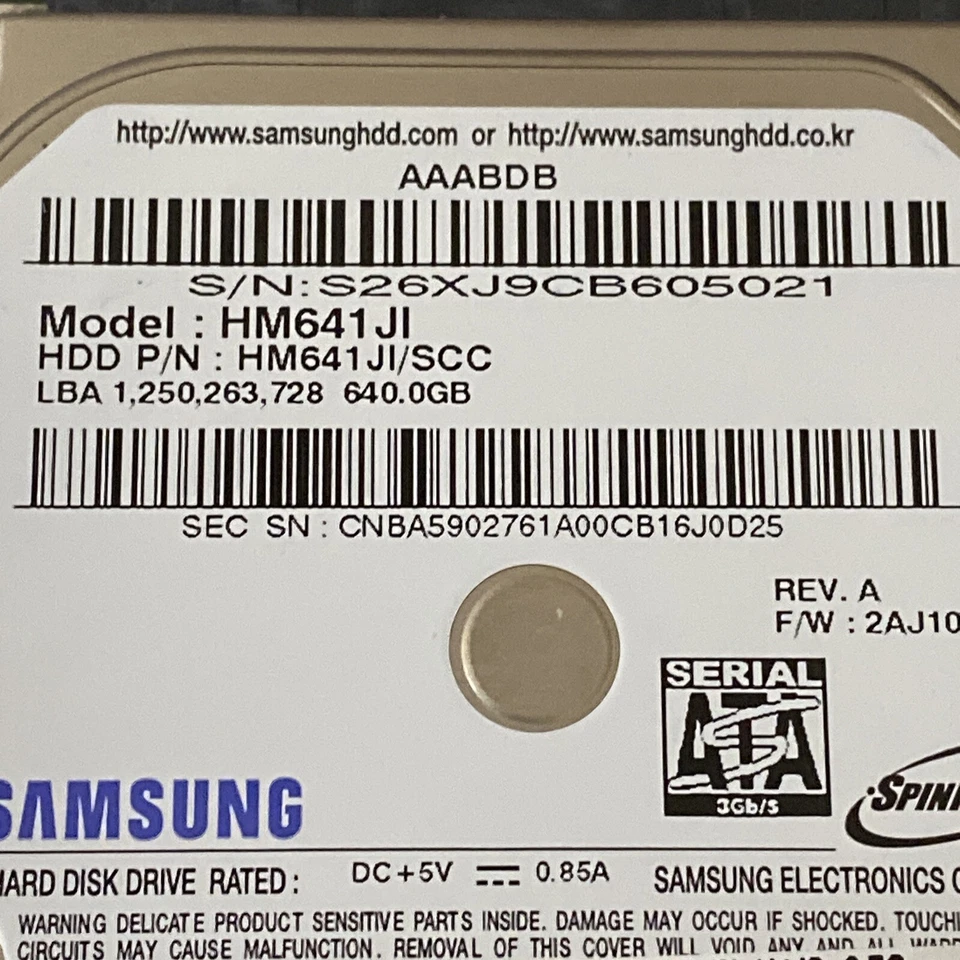 http://www.samsunghdd.com or http://www.samsunghdd.co.kr
AAABDB
S/N:S26XJ9CB605021
Model : HM641JI
HDD P/N : HM641JI/SCC
LBA 1,250,263,728 640.0GB
SEC SN : CNBA5902761A00CB16J0D25
REV. A
F/W : 2AJ10
SERIAL
ATA
3Gb/s
SAMSUNG
SPIN
HARD DISK DRIVE RATED : DC+5V 0.85A SAMSUNG ELECTRONICS C
WARNING DELICATE PRODUCT SENSITIVE PARTS INSIDE. DAMAGE MAY OCCUR IF SHOCKED. TOUCHI
CIRCUITS MAY CAUSE MALFUNCTION. REMOVAL OF THIS COVER WILL VOID ANY AND ALL WARR